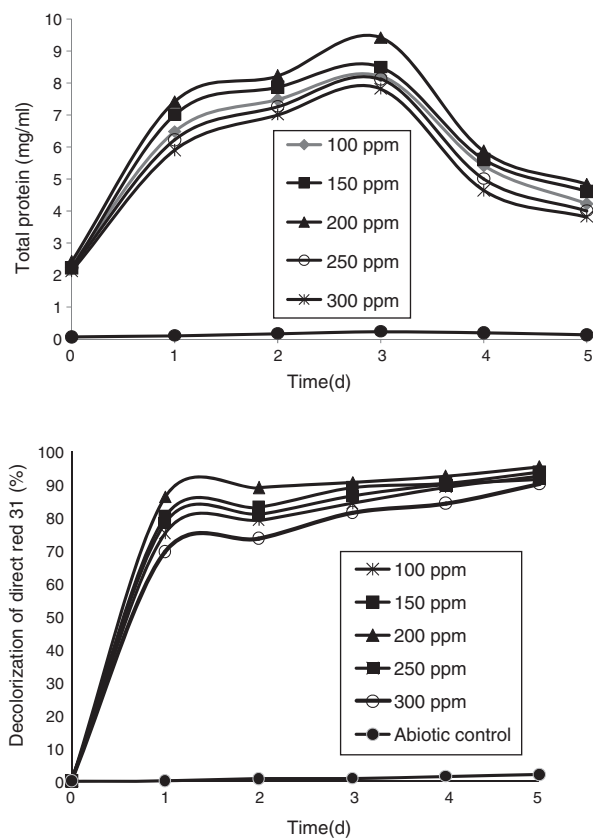 10
9
8
7
6
5
4
3
2
1
0
Total protein (mg/ml)
100 ppm
150 ppm
200 ppm
250 ppm
300 ppm
0 1 2 3 4 5
Time(d)
100
90
80
70
60
50
40
30
20
10
0
Decolorization of direct red 31 (%)
100 ppm
150 ppm
200 ppm
250 ppm
300 ppm
Abiotic control
0 1 2 3 4 5
Time(d)